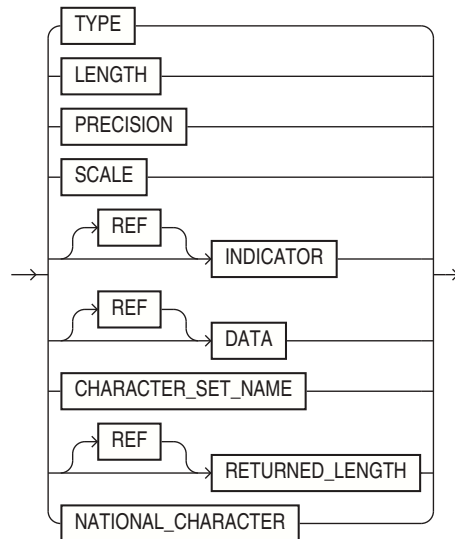 TYPE
LENGTH
PRECISION
SCALE
REF
INDICATOR
REF
DATA
CHARACTER_SET_NAME
REF
RETURNED_LENGTH
NATIONAL_CHARACTER